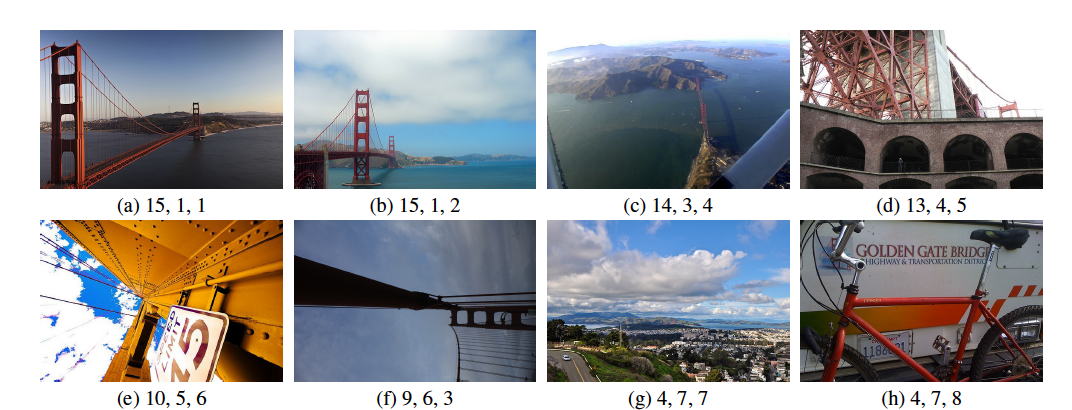 (a) 15, 1, 1
(b) 15, 1, 2
(c) 14, 3, 4
(d) 13, 4, 5
GOLDEN GATE BRIDGE
HIGHWAY & TRANSPORTATION DISTRIC
(e) 10, 5, 6
(f) 9, 6, 3
(g) 4, 7, 7
(h) 4, 7, 8